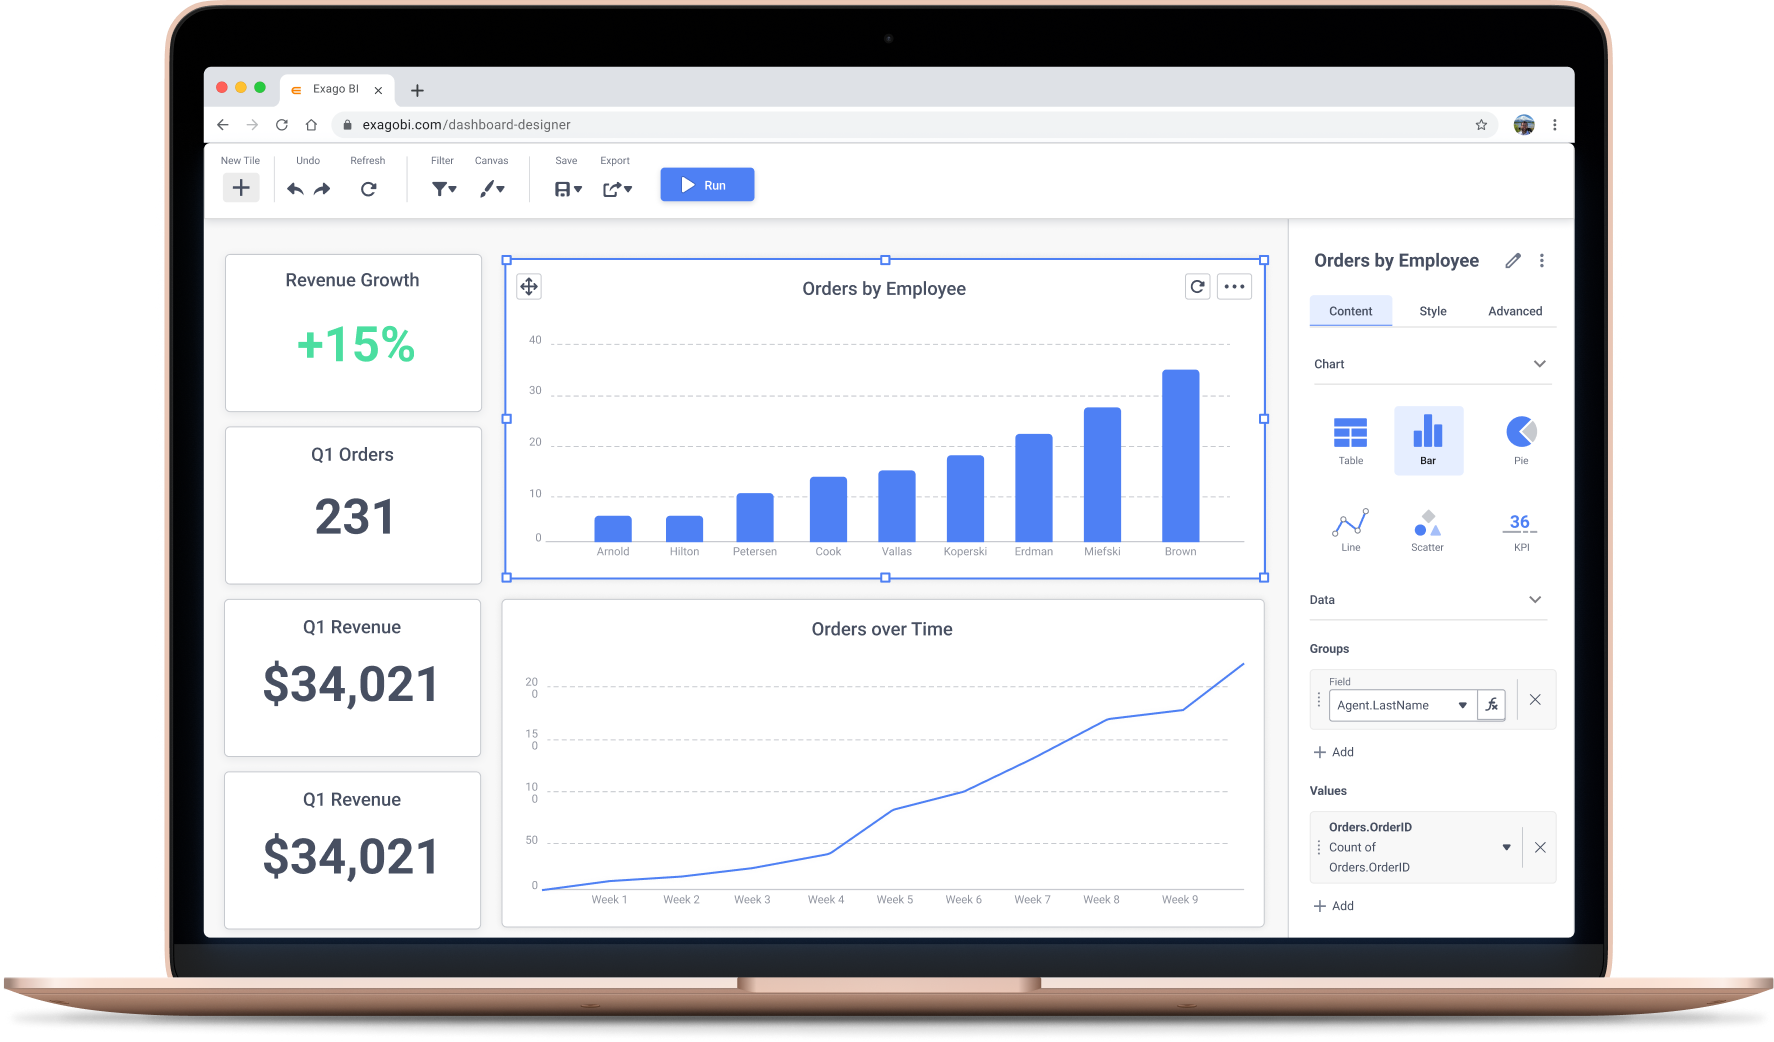 Exago BI
exagobi.com/dashboard-designer
New Tile
Undo
Refresh
Filter
Canvas
Save
Export
Run
Revenue Growth
+15%
Q1 Orders
231
Q1 Revenue
$34,021
Q1 Revenue
$34,021
Orders by Employee
40
30
20
10
0
Arnold Hilton Petersen Cook Vallas Koperski Erdman Miefski Brown
Orders over Time
20
0
15
0
10
0
50
0
Week 1 Week 2 Week 3 Week 4 Week 5 Week 6 Week 7 Week 8 Week 9
Orders by Employee
Content Style Advanced
Chart
Table Bar Pie
36
Line Scatter KPI
Data
Groups
Field
Agent.LastName fx
Add
Values
Orders.OrderID
Count of
Orders.OrderID
Add